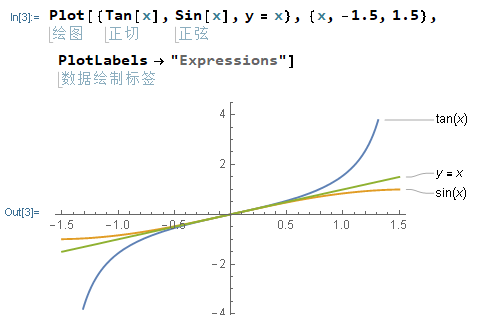 In[3]:= Plot[{Tan[x], Sin[x], y = x}, {x, -1.5, 1.5},
绘图 正切 正弦
PlotLabels → "Expressions"]
数据绘制标签
4
tan(x)
2
y = x
sin(x)
Out[3]=
-1.5 -1.0 -0.5 0.5 1.0 1.5
-2
-4